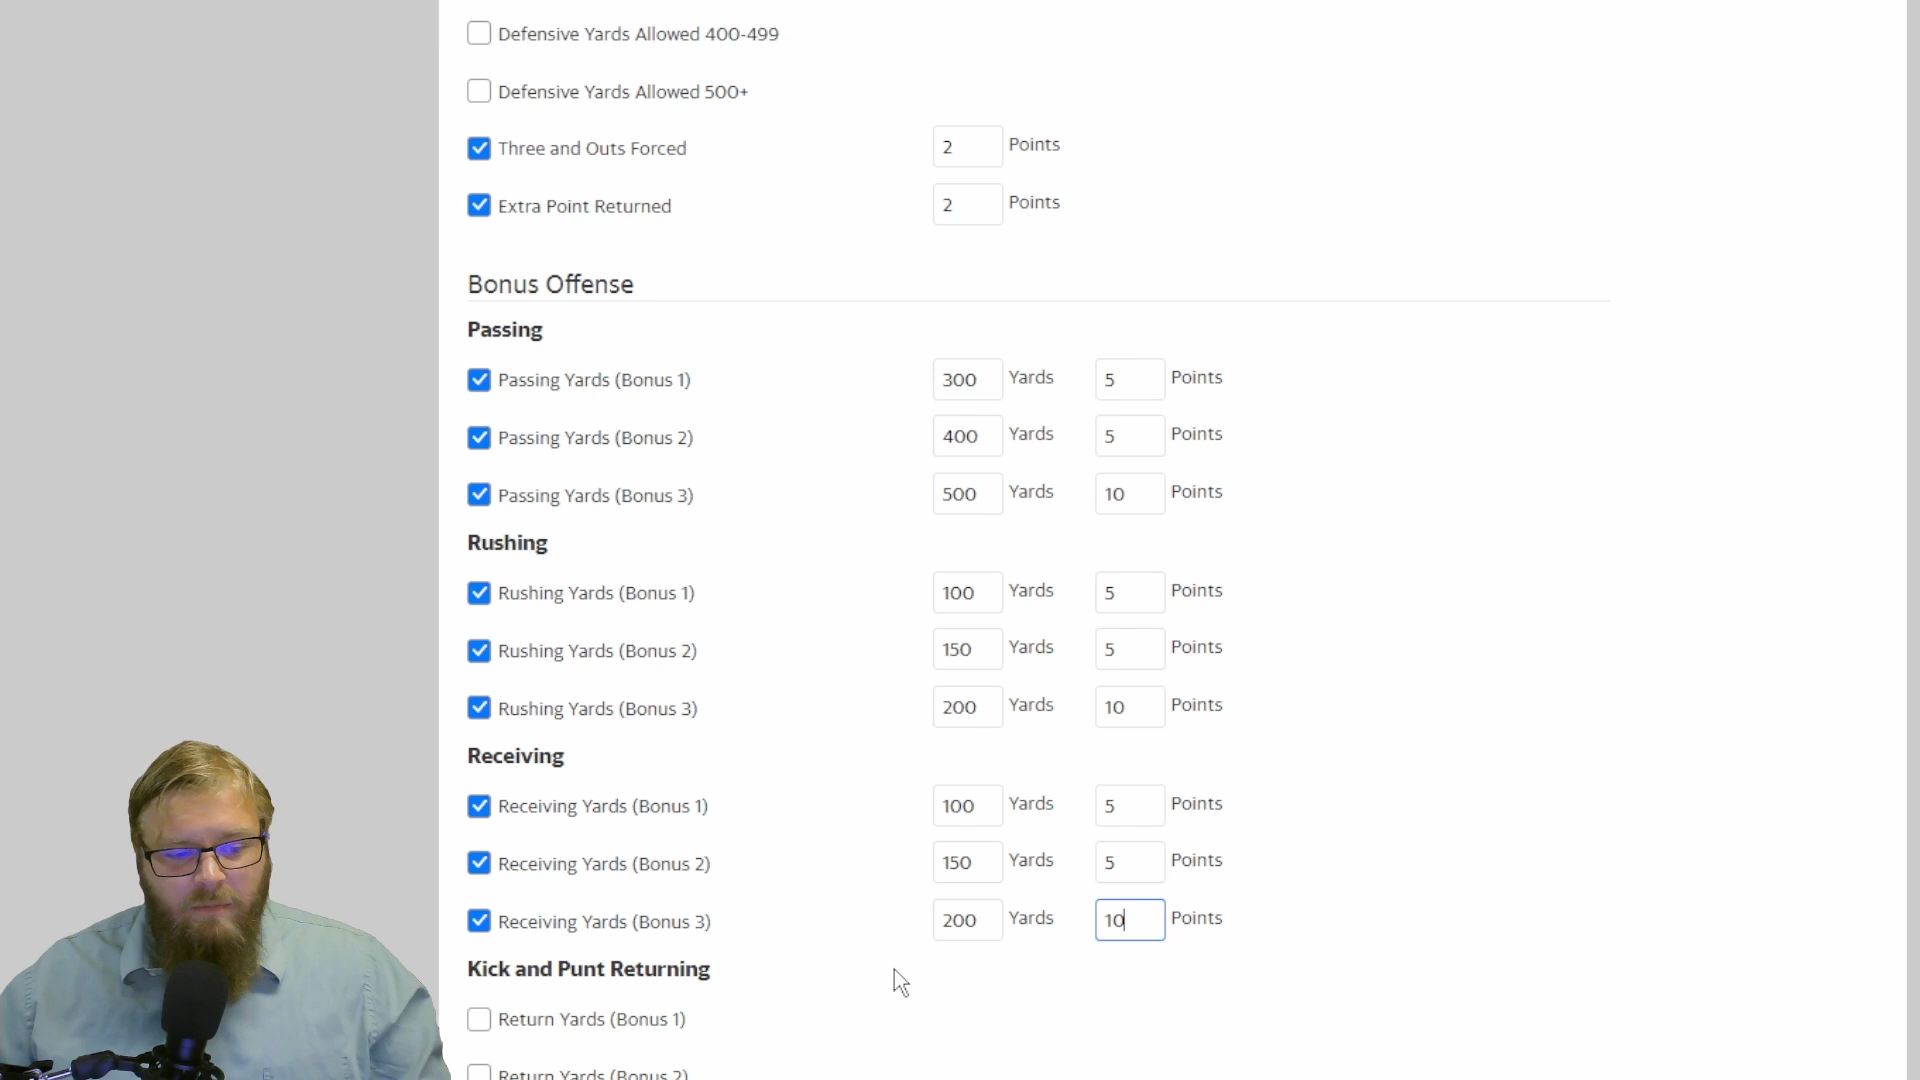 Defensive Yards Allowed 400-499
Defensive Yards Allowed 500+
Three and Outs Forced 2 Points
Extra Point Returned 2 Points
Bonus Offense
Passing
Passing Yards (Bonus 1) 300 Yards 5 Points
Passing Yards (Bonus 2) 400 Yards 5 Points
Passing Yards (Bonus 3) 500 Yards 10 Points
Rushing
Rushing Yards (Bonus 1) 100 Yards 5 Points
Rushing Yards (Bonus 2) 150 Yards 5 Points
Rushing Yards (Bonus 3) 200 Yards 10 Points
Receiving
Receiving Yards (Bonus 1) 100 Yards 5 Points
Receiving Yards (Bonus 2) 150 Yards 5 Points
Receiving Yards (Bonus 3) 200 Yards 10 Points
Kick and Punt Returning
Return Yards (Bonus 1)
Return Yards (Bonus 2)